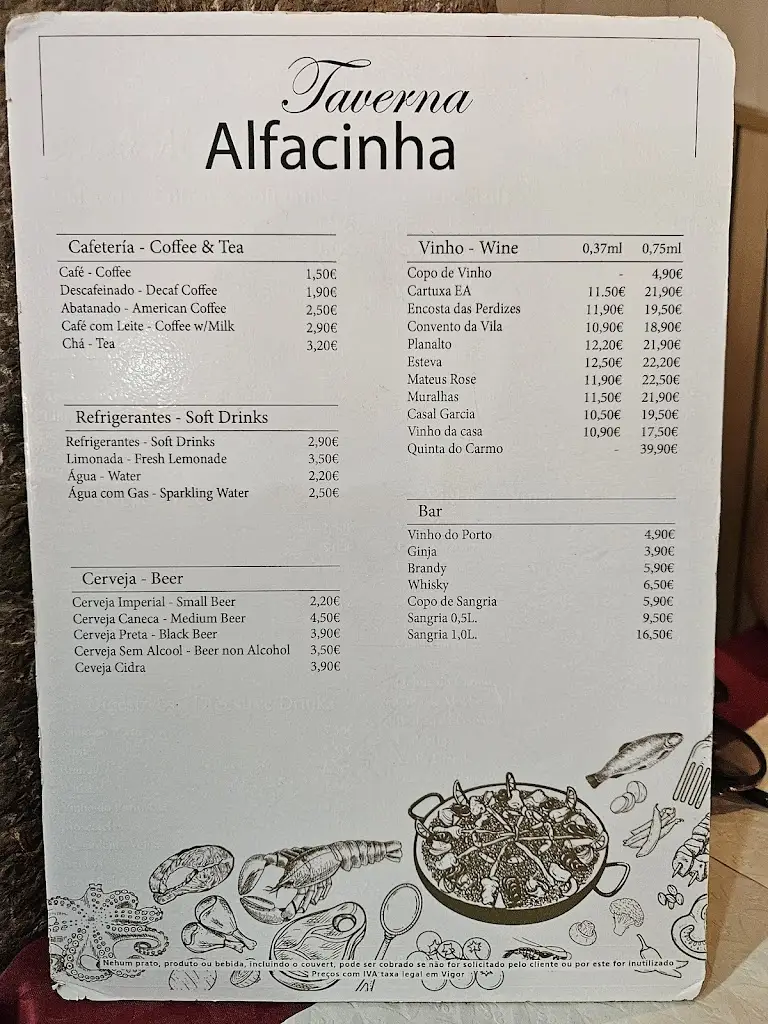 Taverna
Alfacinha
Cafetería - Coffee & Tea
Café - Coffee 1,50€
Descafeinado - Decaf Coffee 1,90€
Abatanado - American Coffee 2,50€
Café com Leite - Coffee w/Milk 2,90€
Chá - Tea 3,20€
Refrigerantes - Soft Drinks
Refrigerantes - Soft Drinks 2,90€
Limonada - Fresh Lemonade 3,50€
Água - Water 2,20€
Água com Gas - Sparkling Water 2,50€
Cerveja - Beer
Cerveja Imperial - Small Beer 2,20€
Cerveja Caneca - Medium Beer 4,50€
Cerveja Preta - Black Beer 3,90€
Cerveja Sem Alcool - Beer non Alcohol 3,50€
Ceveja Cidra 3,90€
Vinho - Wine 0,37ml 0,75ml
Copo de Vinho - 4,90€
Cartuxa EA 11.50€ 21,90€
Encosta das Perdizes 11,90€ 19,50€
Convento da Vila 10,90€ 18,90€
Planalto 12,20€ 21,90€
Esteva 12,50€ 22,20€
Mateus Rose 11,90€ 22,50€
Muralhas 11,50€ 21,90€
Casal Garcia 10,50€ 19,50€
Vinho da casa 10,90€ 17,50€
Quinta do Carmo - 39,90€
Bar
Vinho do Porto 4,90€
Ginja 3,90€
Brandy 5,90€
Whisky 6,50€
Copo de Sangria 5,90€
Sangria 0,5L. 9,50€
Sangria 1,0L. 16,50€
Nehum prato, produto ou bebida, incluindo o couvert, pode ser cobrado se não for solicitado pelo cliente ou por este for inutilizado
Preços com IVA taxa legal em Vigor